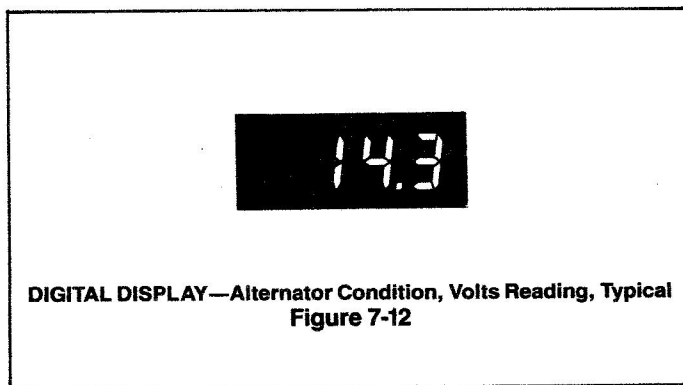 14.3
DIGITAL DISPLAY—Alternator Condition, Volts Reading, Typical
Figure 7-12